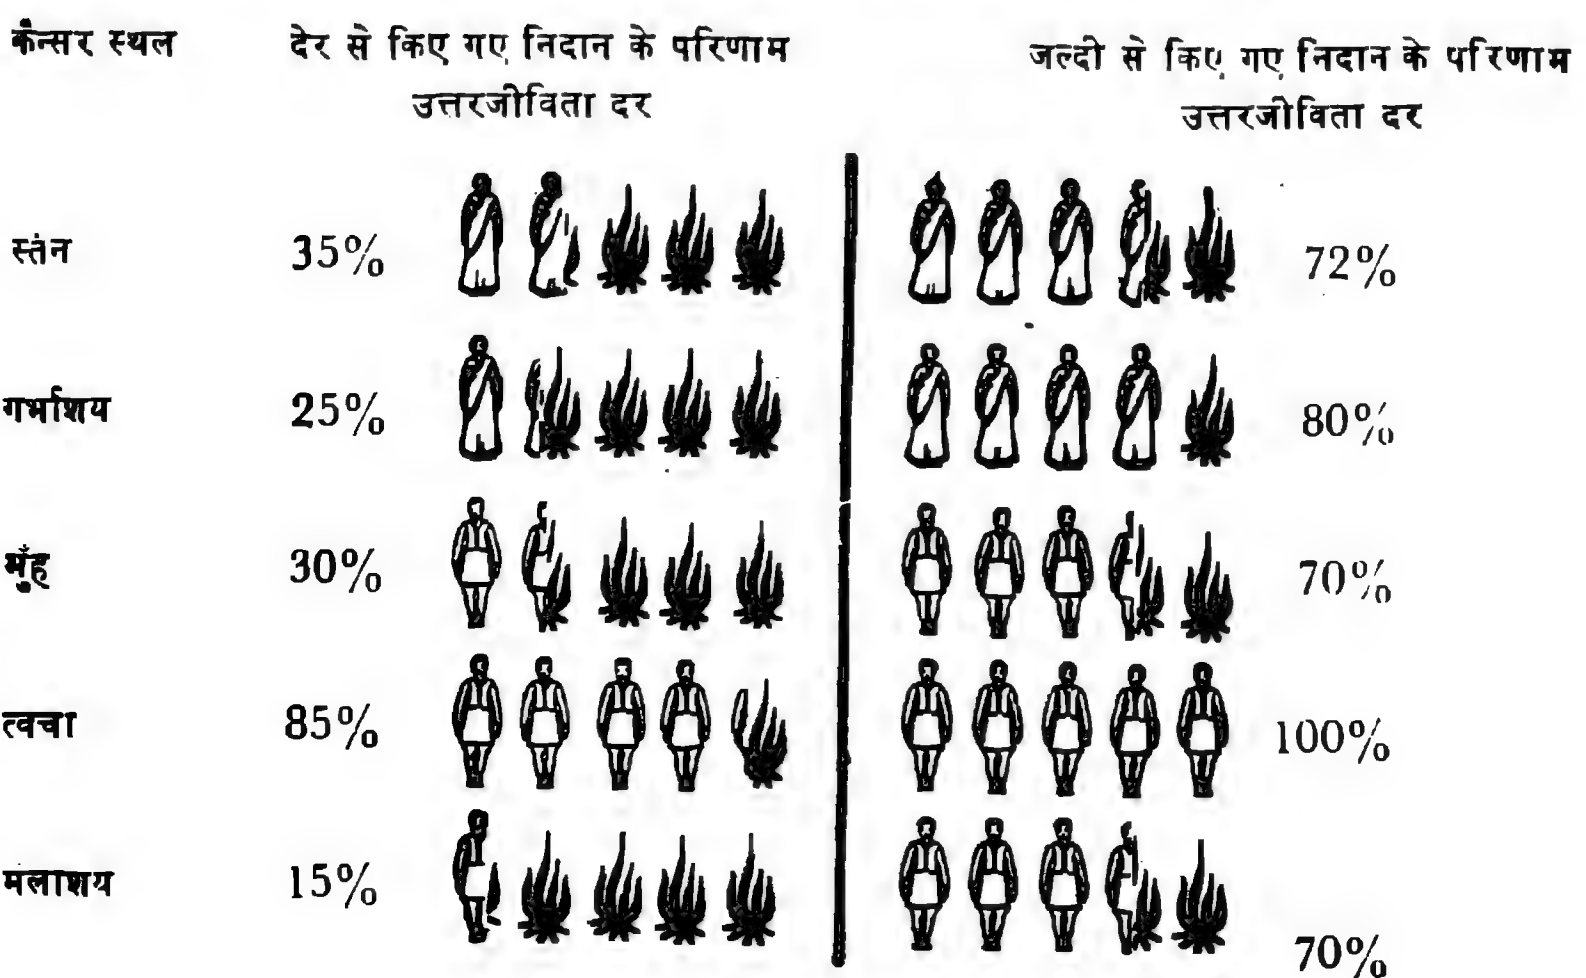 कॅन्सर स्थल देर से किए गए निदान के परिणाम जल्दी से किए गए निदान के परिणाम
उत्तरजीविता दर उत्तरजीविता दर
स्तंन 35% 72%
गर्भाशय 25% 80%
मुँह 30% 70%
त्वचा 85% 100%
मलाशय 15% 70%